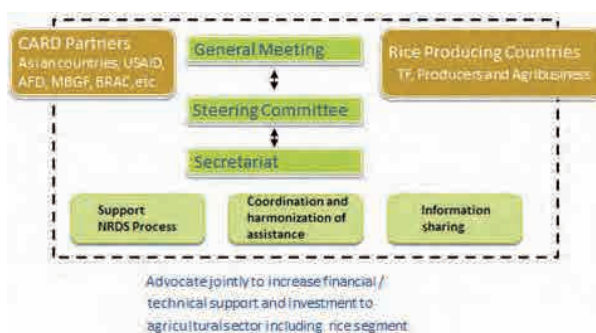 CARD Partners
Asian countries, USAID,
AFD, MBGF, BRAC, etc
General Meeting
Rice Producing Countries
TF, Producers and Agribusiness
Steering Committee
Secretariat
Support
NRDS Process
Coordination and
harmonization of
assistance
Information
sharing
Advocate jointly to increase financial /
technical support and investment to
agricultural sector including rice segment